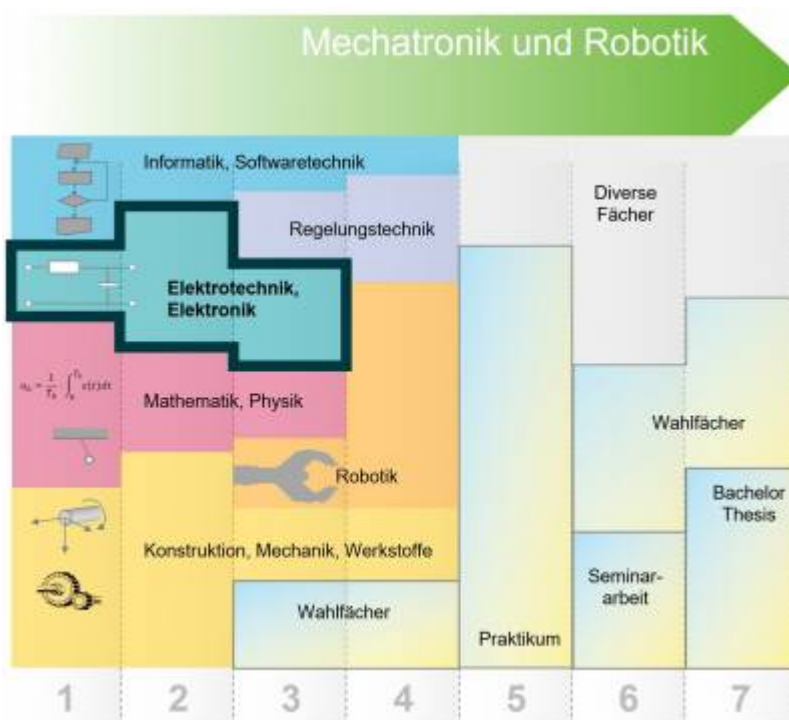 Mechatronik und Robotik
Informatik, Softwaretechnik
Diverse
Fächer
Regelungstechnik
Elektrotechnik,
Elektronik
Mathematik, Physik
Wahlfächer
Robotik
Bachelor
Thesis
Konstruktion, Mechanik, Werkstoffe
Seminar-
arbeit
Wahlfächer
Praktikum
1 2 3 4 5 6 7